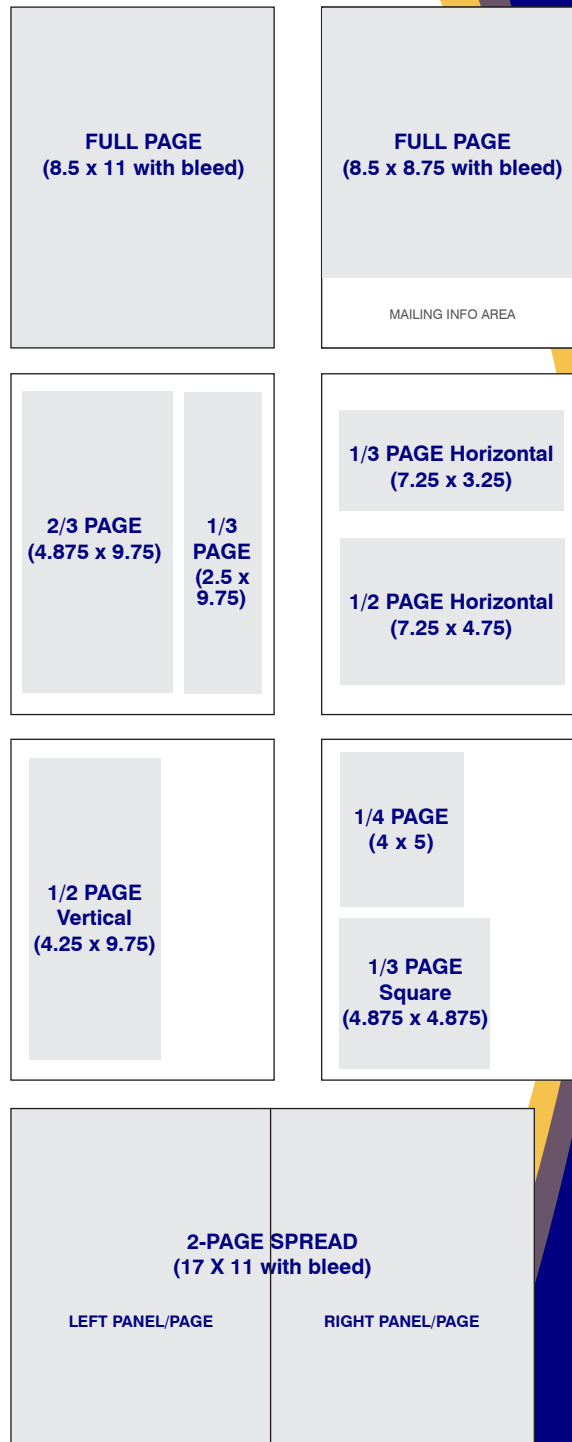 FULL PAGE
(8.5 x 11 with bleed)
FULL PAGE
(8.5 x 8.75 with bleed)
MAILING INFO AREA
2/3 PAGE
(4.875 x 9.75)
1/3
PAGE
(2.5 x
9.75)
1/3 PAGE Horizontal
(7.25 x 3.25)
1/2 PAGE Horizontal
(7.25 x 4.75)
1/2 PAGE
Vertical
(4.25 x 9.75)
1/4 PAGE
(4 x 5)
1/3 PAGE
Square
(4.875 x 4.875)
2-PAGE SPREAD
(17 X 11 with bleed)
LEFT PANEL/PAGE
RIGHT PANEL/PAGE